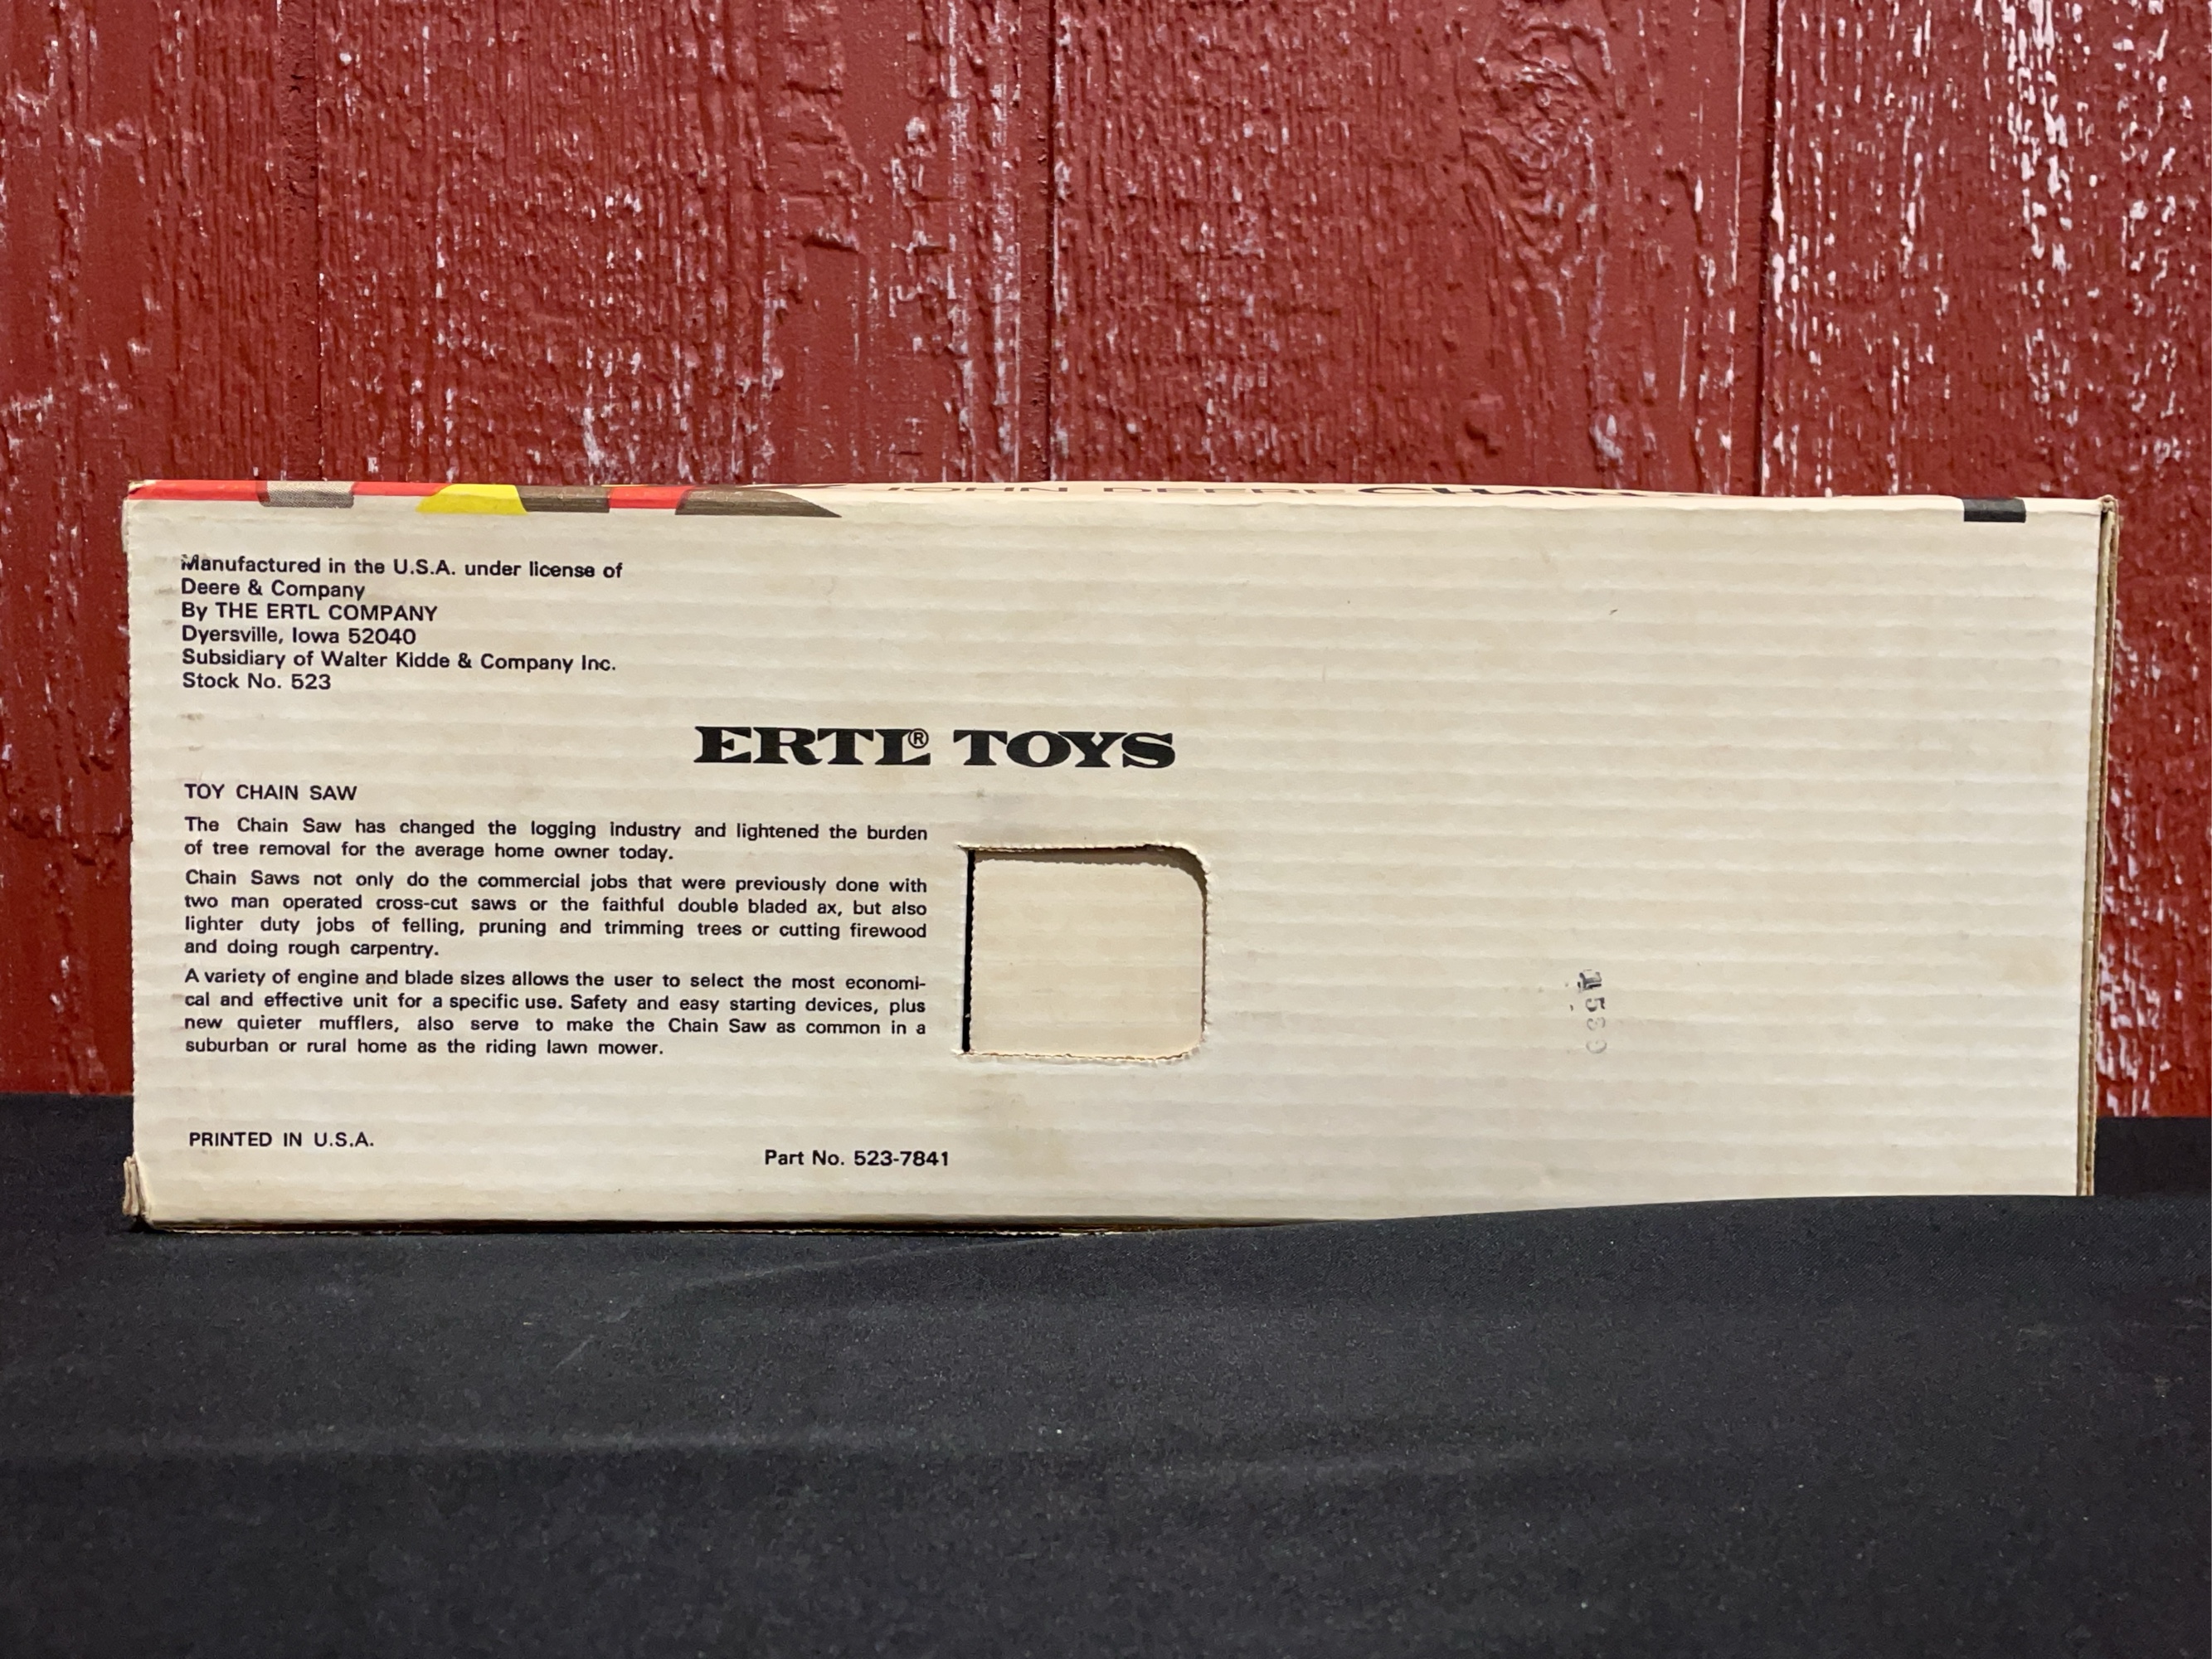 JOHN DEERE CHAIN
Manufactured in the U.S.A. under license of
Deere & Company
By THE ERTL COMPANY
Dyersville, Iowa 52040
Subsidiary of Walter Kidde & Company Inc.
Stock No. 523
ERTL® TOYS
TOY CHAIN SAW
The Chain Saw has changed the logging industry and lightened the burden
of tree removal for the average home owner today.
Chain Saws not only do the commercial jobs that were previously done with
two man operated cross-cut saws or the faithful double bladed ax, but also
lighter duty jobs of felling, pruning and trimming trees or cutting firewood
and doing rough carpentry.
A variety of engine and blade sizes allows the user to select the most economi-
cal and effective unit for a specific use. Safety and easy starting devices, plus
new quieter mufflers, also serve to make the Chain Saw as common in a
suburban or rural home as the riding lawn mower.
PRINTED IN U.S.A.
Part No. 523-7841